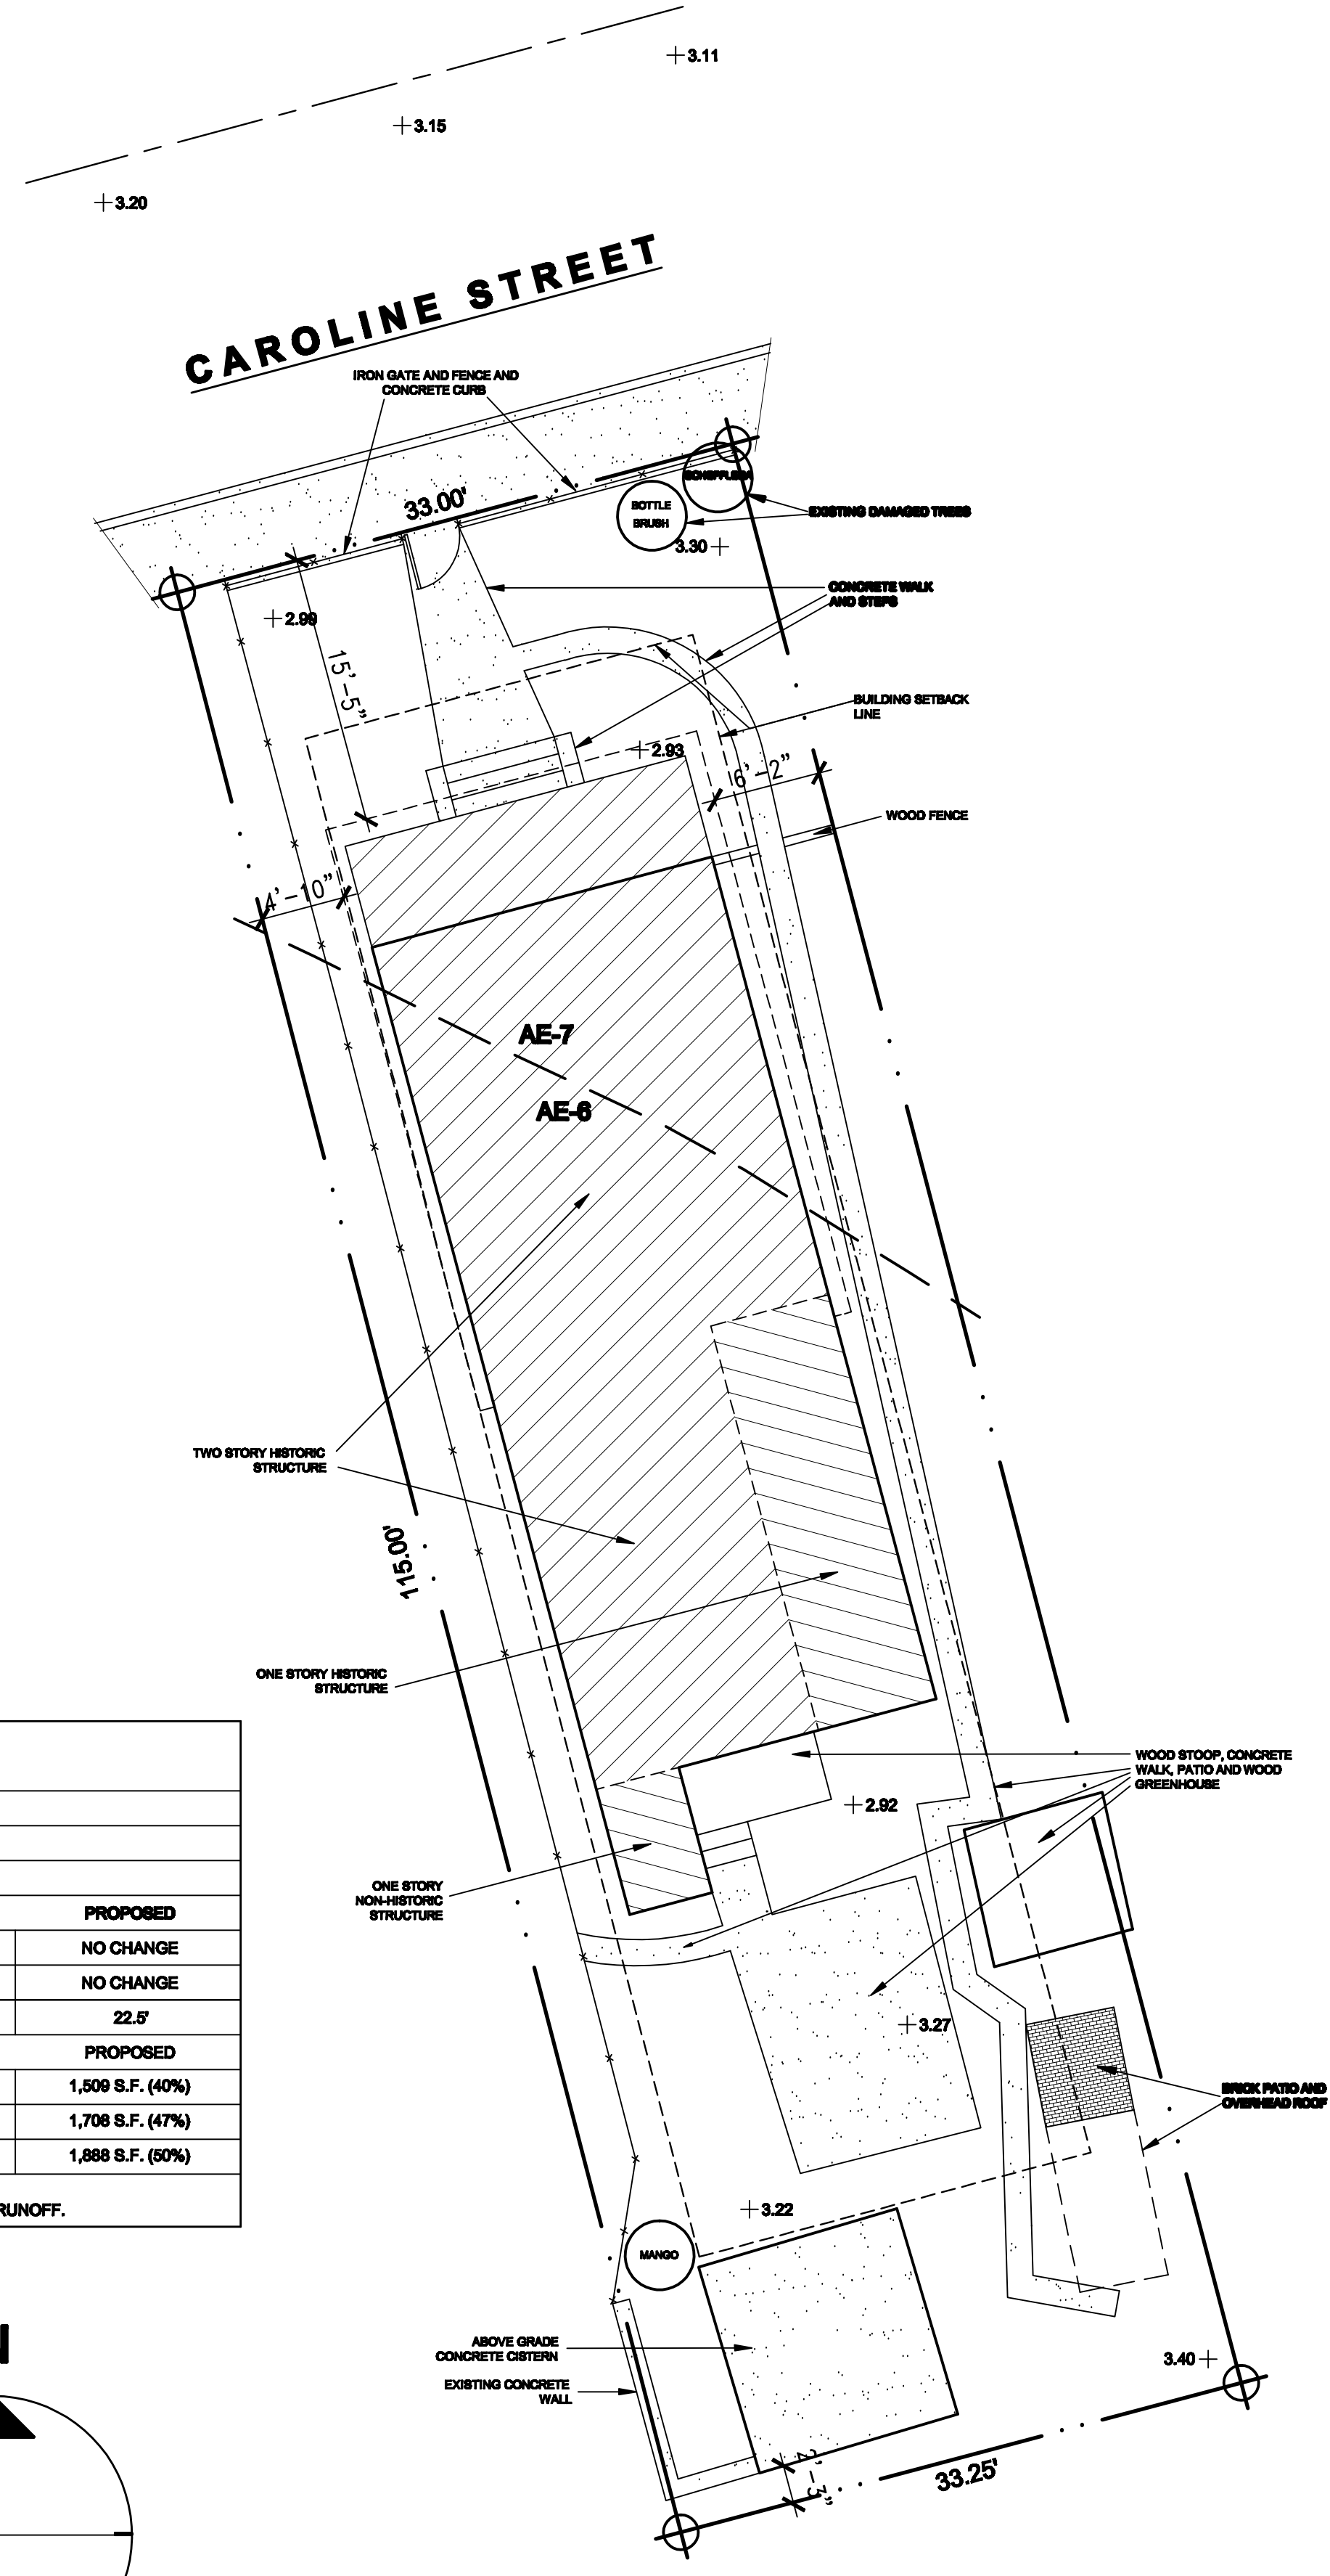 3.11
3.15
3.20
CAROLINE STREET
IRON GATE AND FENCE AND
CONCRETE CURB
33.00'
SCHEFFLERA
BOTTLE
BRUSH
EXISTING DAMAGED TREES
3.30
2.99
CONCRETE WALK
AND STEPS
15'-5"
BUILDING SETBACK
LINE
2.93
6'-2"
WOOD FENCE
4'-10"
AE-7
AE-6
TWO STORY HISTORIC
STRUCTURE
115.00'
ONE STORY HISTORIC
STRUCTURE
WOOD STOOP, CONCRETE
WALK, PATIO AND WOOD
GREENHOUSE
2.92
ONE STORY
NON-HISTORIC
STRUCTURE
PROPOSED
NO CHANGE
NO CHANGE
22.5'
PROPOSED
1,509 S.F. (40%)
1,708 S.F. (47%)
1,888 S.F. (50%)
RUNOFF.
3.27
BRICK PATIO AND
OVERHEAD ROOF
3.22
MANGO
ABOVE GRADE
CONCRETE CISTERN
EXISTING CONCRETE
WALL
3.40
2'-3"
33.25'